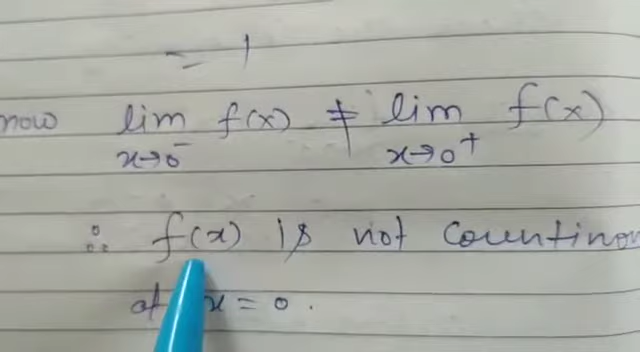 = 1
now lim f(x) ≠ lim f(x)
x→0⁻ x→0⁺
∴ f(x) is not countinou
at x = 0.